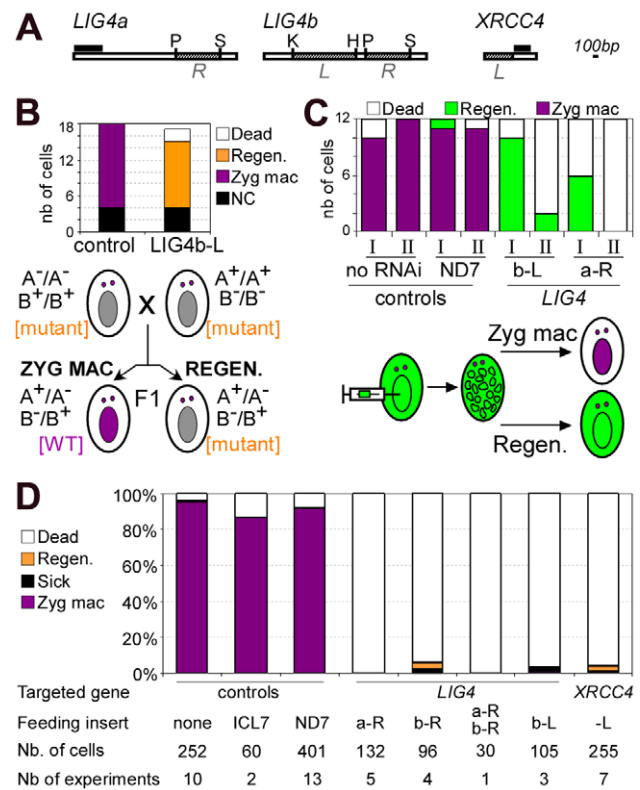 A
LIG4a
LIG4b
XRCC4
P S
K H P S
100bp
R
L R
L
B
nb of cells
18
12
6
0
Dead
Regen.
Zyg mac
NC
control LIG4b-L
A⁻/A⁻
B⁺/B⁺
[mutant]
X
A⁺/A⁺
B⁻/B⁻
[mutant]
ZYG MAC REGEN.
F1
A⁺/A⁻
B⁻/B⁺
[WT]
A⁺/A⁻
B⁻/B⁺
[mutant]
C
Dead Regen. Zyg mac
nb of cells
12
6
0
I II I II I II I II
no RNAi ND7 b-L a-R
controls LIG4
Zyg mac
Regen.
D
Dead
Regen.
Sick
Zyg mac
100%
80%
60%
40%
20%
0%
Targeted gene controls LIG4 XRCC4
Feeding insert none ICL7 ND7 a-R b-R a-R b-R b-L -L
Nb. of cells 252 60 401 132 96 30 105 255
Nb of experiments 10 2 13 5 4 1 3 7